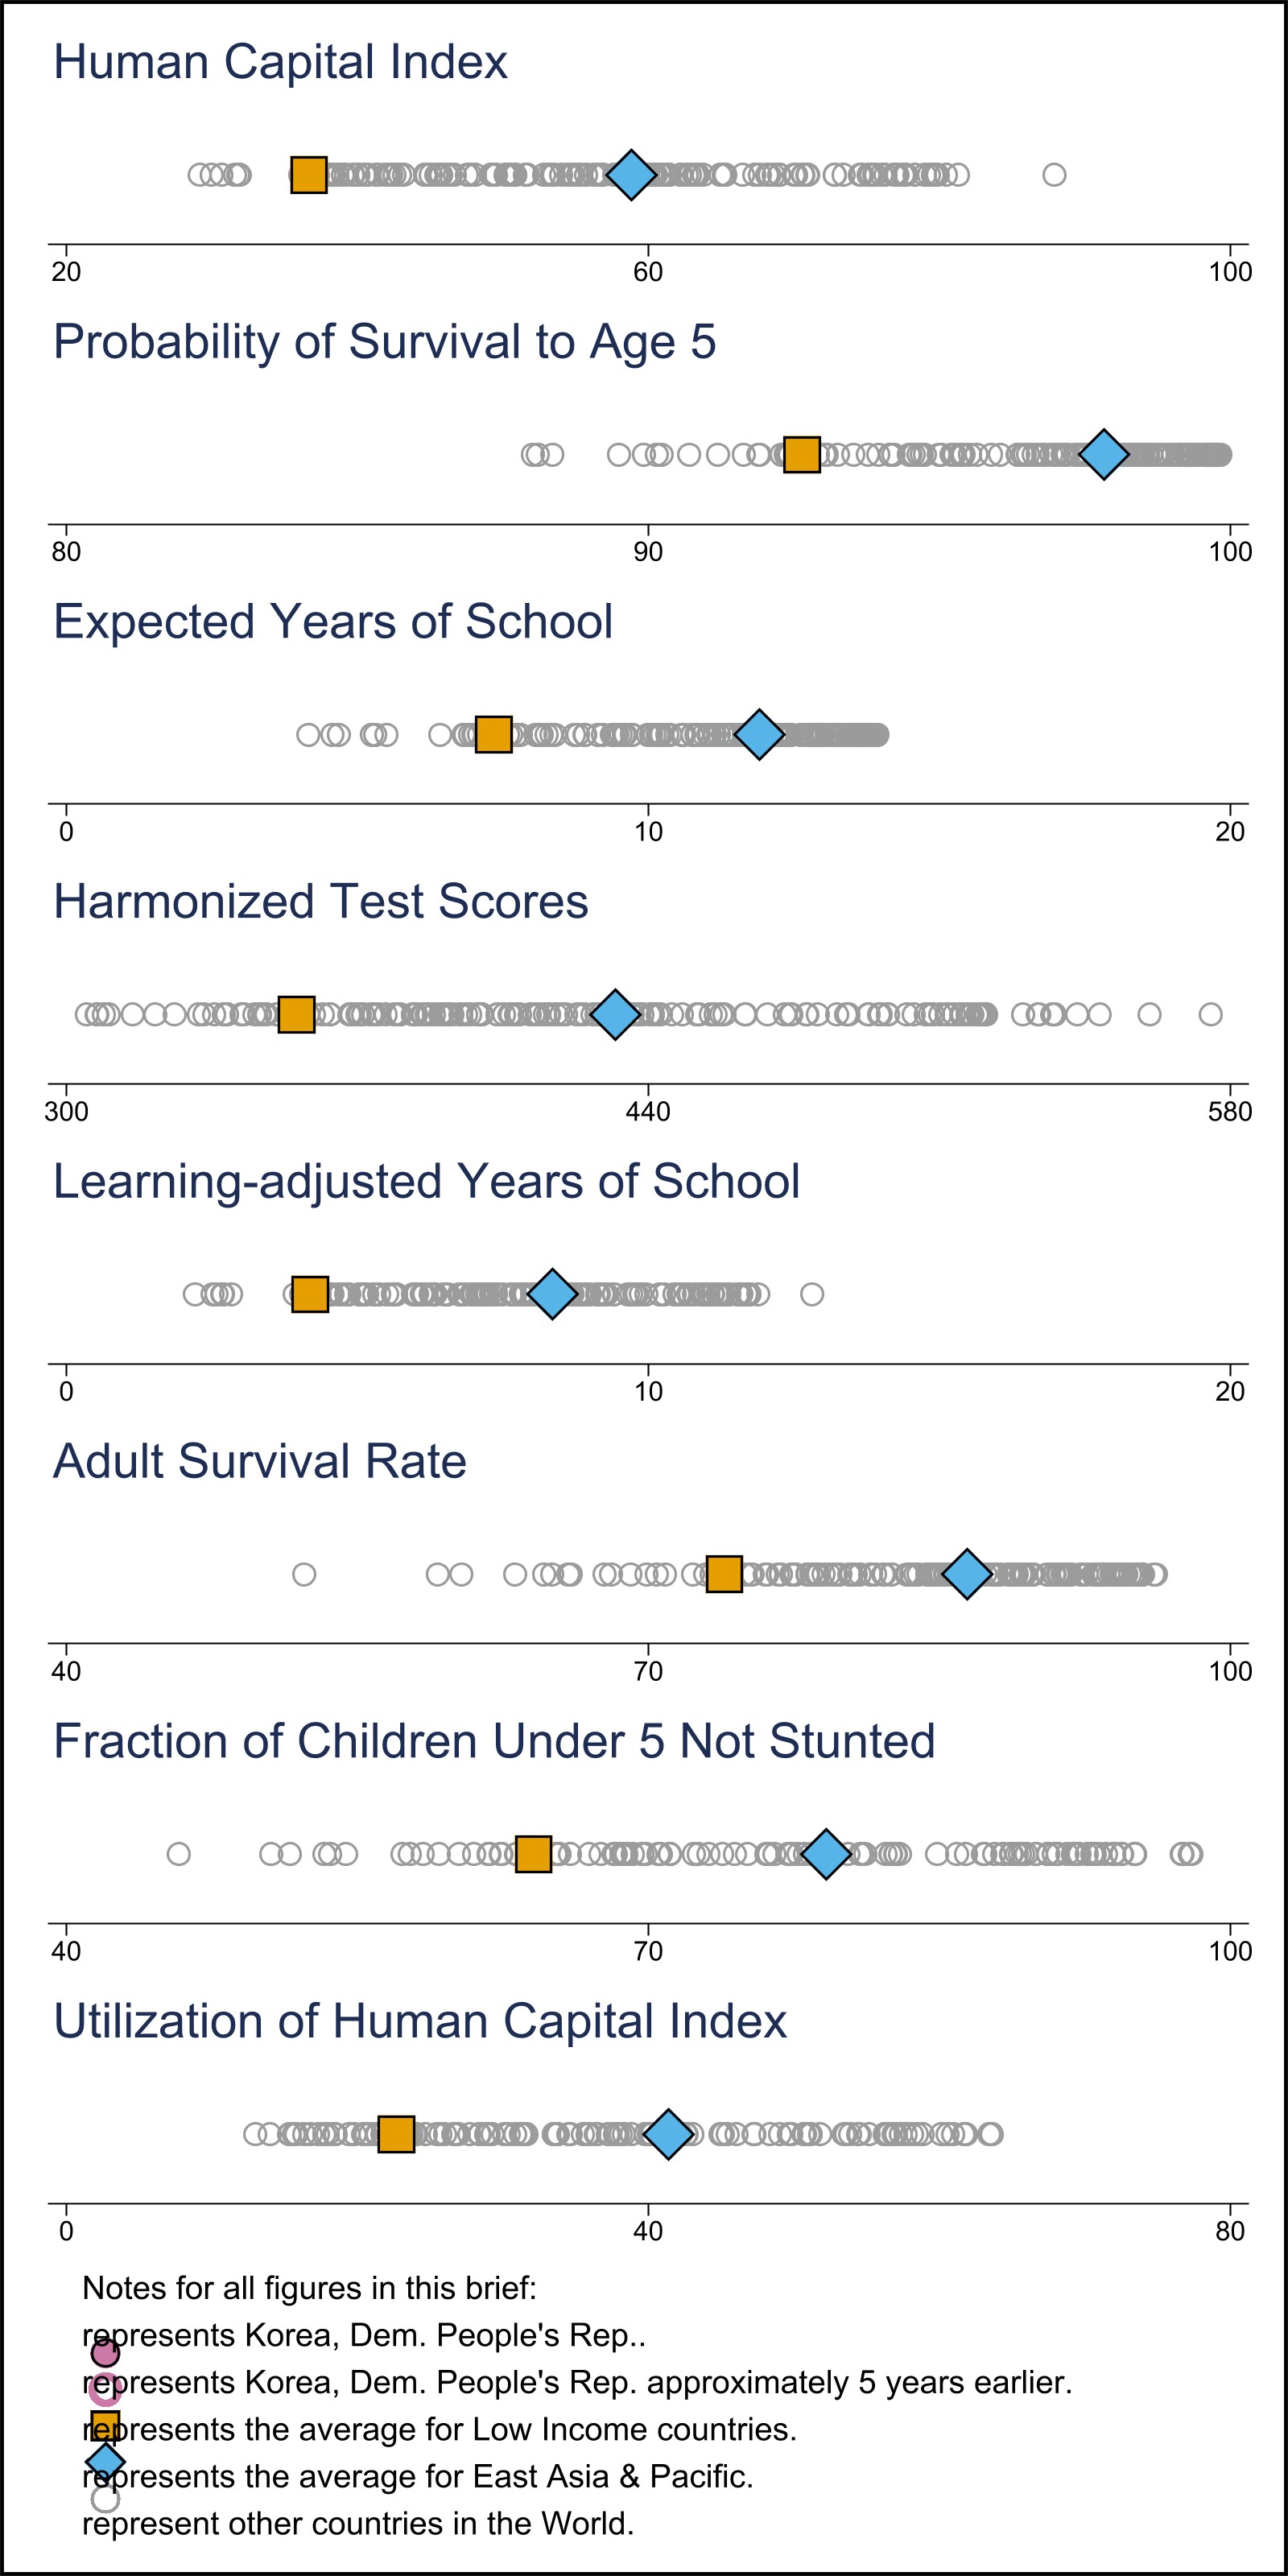 Human Capital Index
20 60 100
Probability of Survival to Age 5
80 90 100
Expected Years of School
0 10 20
Harmonized Test Scores
300 440 580
Learning-adjusted Years of School
0 10 20
Adult Survival Rate
40 70 100
Fraction of Children Under 5 Not Stunted
40 70 100
Utilization of Human Capital Index
0 40 80
Notes for all figures in this brief:
represents Korea, Dem. People's Rep..
represents Korea, Dem. People's Rep. approximately 5 years earlier.
represents the average for Low Income countries.
represents the average for East Asia & Pacific.
represent other countries in the World.